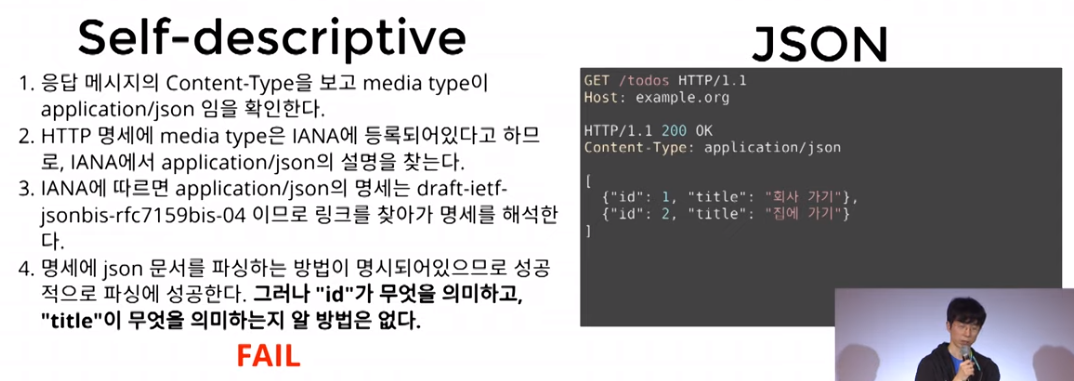 Self-descriptive
1. 응답 메시지의 Content-Type을 보고 media type이
application/json 임을 확인한다.
2. HTTP 명세에 media type은 IANA에 등록되어있다고 하므
로, IANA에서 application/json의 설명을 찾는다.
3. IANA에 따르면 application/json의 명세는 draft-ietf-
jsonbis-rfc7159bis-04 이므로 링크를 찾아가 명세를 해석한
다.
4. 명세에 json 문서를 파싱하는 방법이 명시되어있으므로 성공
적으로 파싱에 성공한다. 그러나 "id"가 무엇을 의미하고,
"title"이 무엇을 의미하는지 알 방법은 없다.
FAIL
JSON
GET /todos HTTP/1.1
Host: example.org
HTTP/1.1 200 OK
Content-Type: application/json
[
{"id": 1, "title": "회사 가기"},
{"id": 2, "title": "집에 가기"}
]